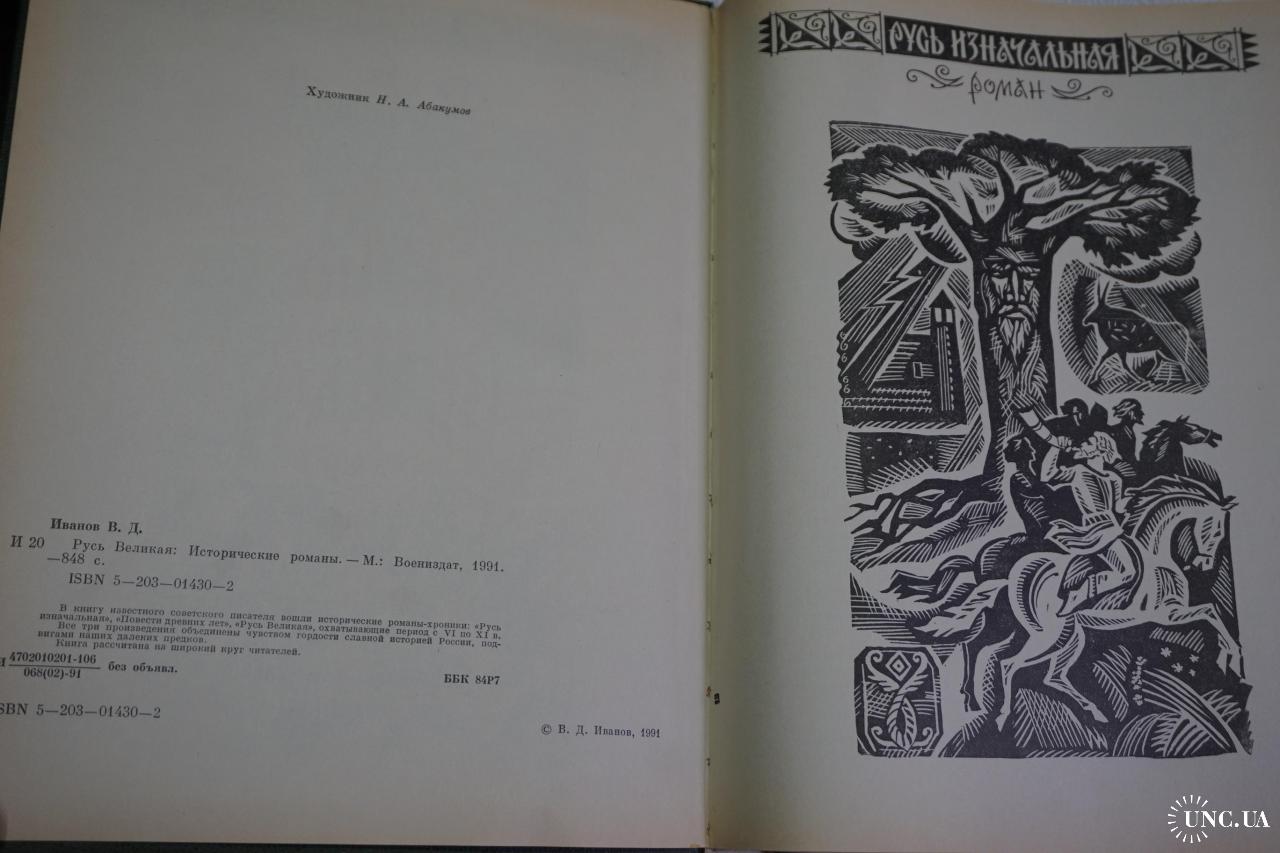 Художник Н. А. Абакумов
Иванов В. Д.
И 20 Русь Великая: Исторические романы. — М.: Воениздат, 1991.
—848 с.
ISBN 5—203—01430—2
В книгу известного советского писателя вошли исторические романы-хроники: «Русь
изначальная», «Повести древних лет», «Русь Великая», охватывающие период с VI по XI в.
Все три произведения объединены чувством гордости славной историей России, под-
вигами наших далеких предков.
Книга рассчитана на широкий круг читателей.
И 4702010201-106 без объявл.
068(02)-91
ББК 84Р7
SBN 5—203—01430—2
© В. Д. Иванов, 1991
РУСЬ ИЗНАЧАЛЬНАЯ
роман
UNC.UA